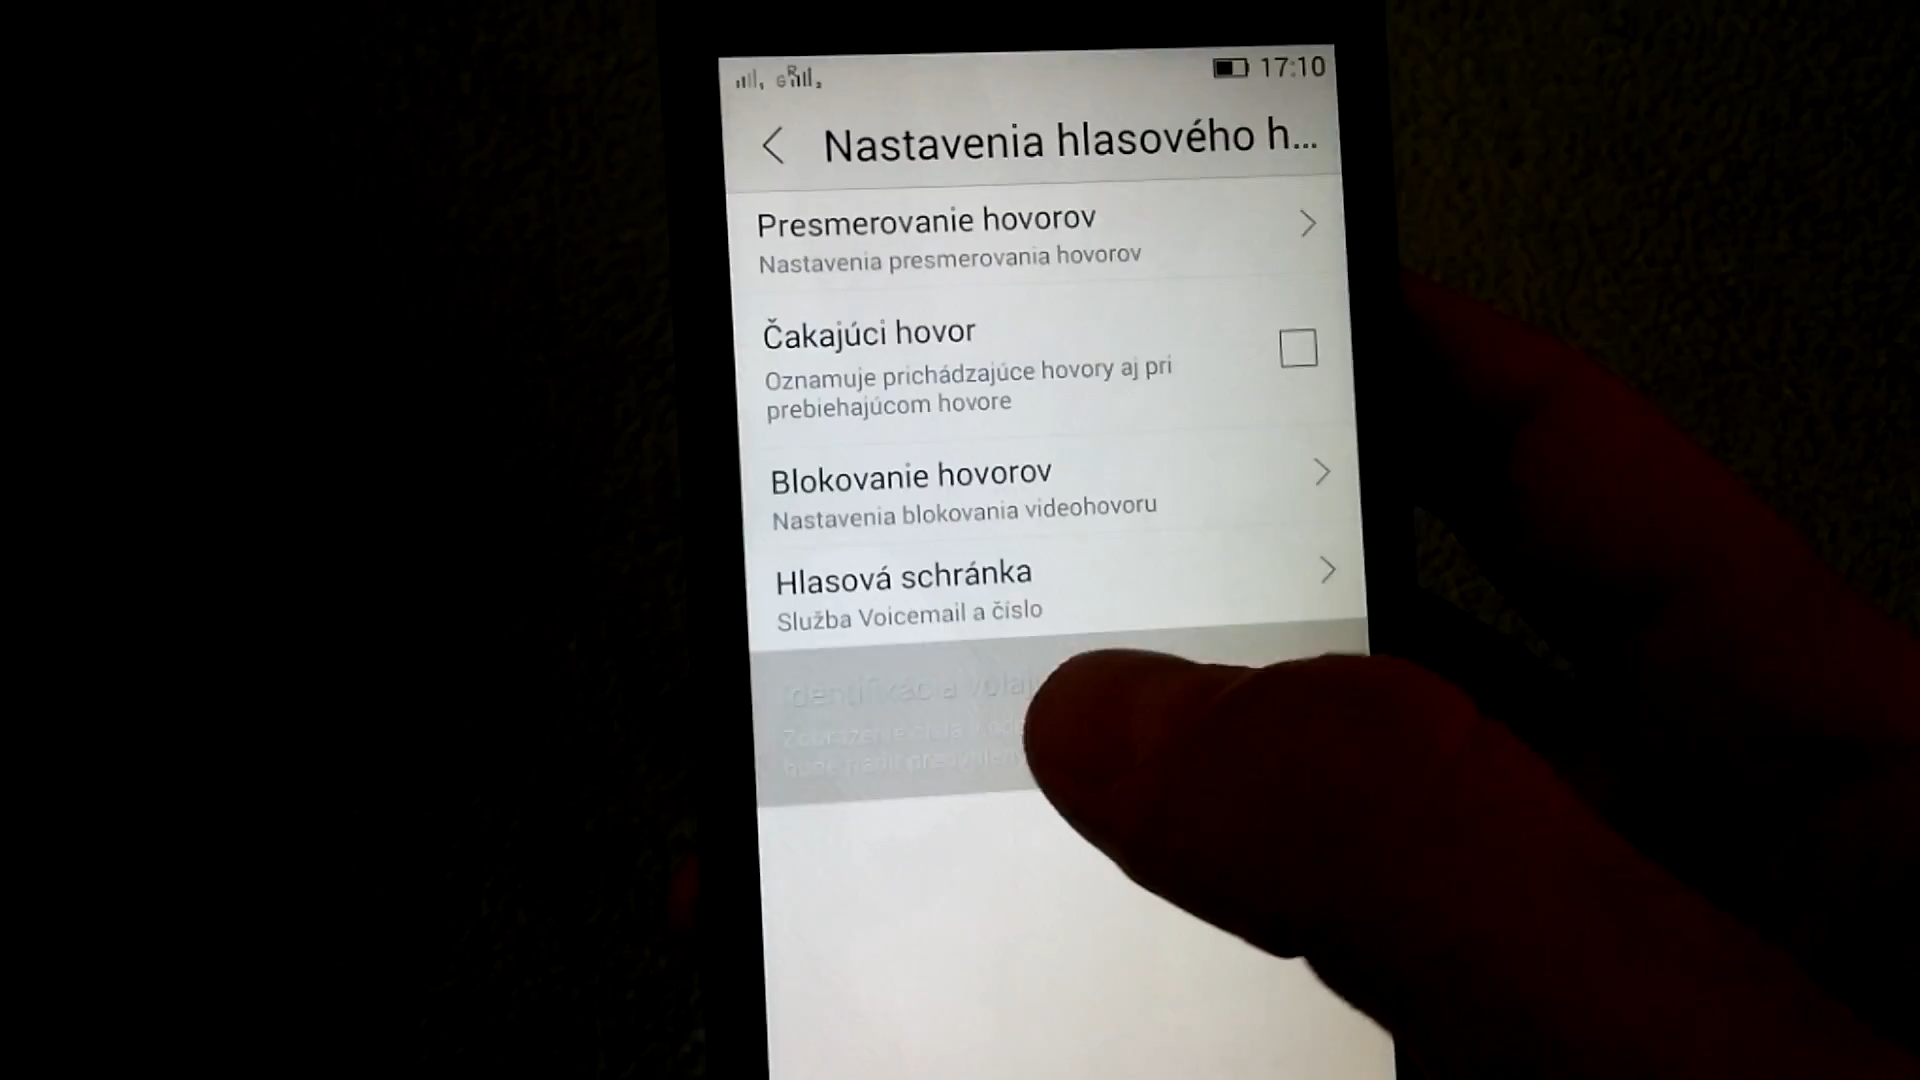 17:10
Nastavenia hlasového h...
Presmerovanie hovorov
Nastavenia presmerovania hovorov
Čakajúci hovor
Oznamuje prichádzajúce hovory aj pri
prebiehajúcom hovore
Blokovanie hovorov
Nastavenia blokovania videohovoru
Hlasová schránka
Služba Voicemail a číslo
Identifikácia